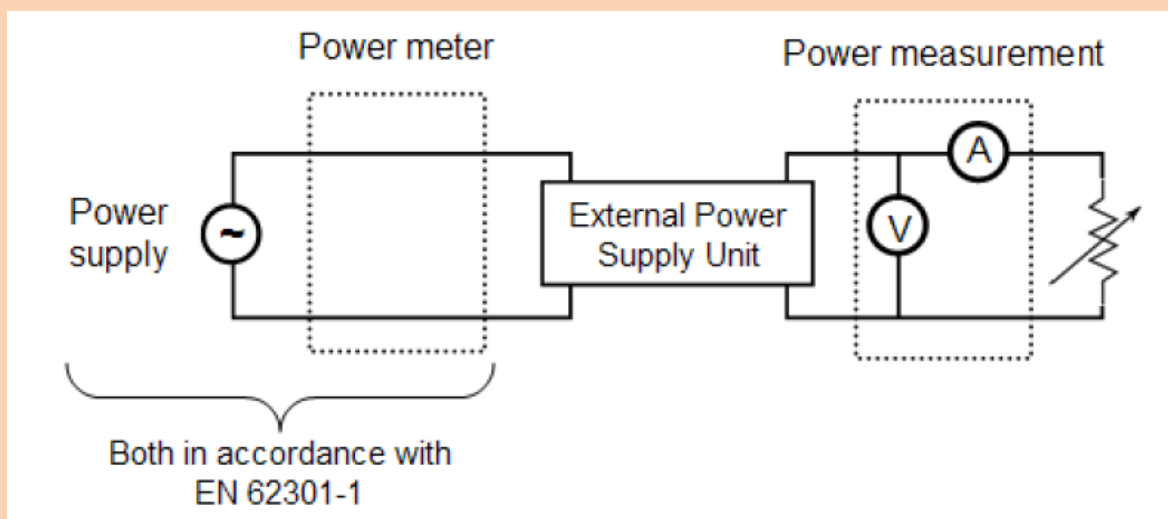 Power meter
Power measurement
Power
supply
~
External Power
Supply Unit
V
A
Both in accordance with
EN 62301-1